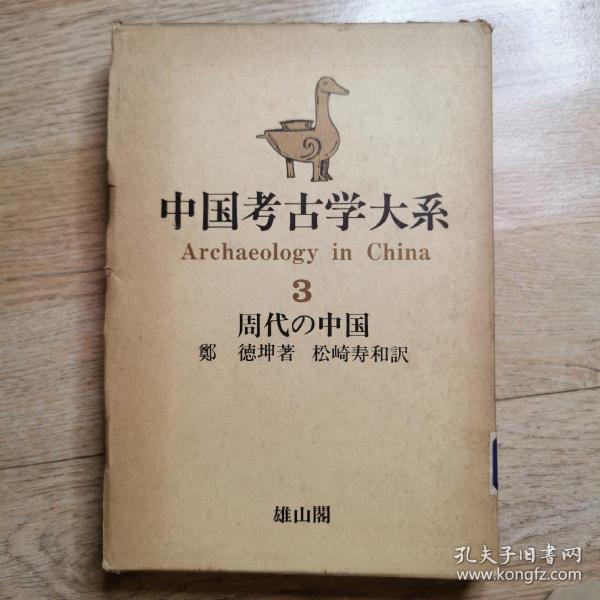 中国考古学大系
Archaeology in China
3
周代の中国
鄭 徳坤著 松崎寿和訳
雄山閣
孔夫子旧书网
www.kongfz.com